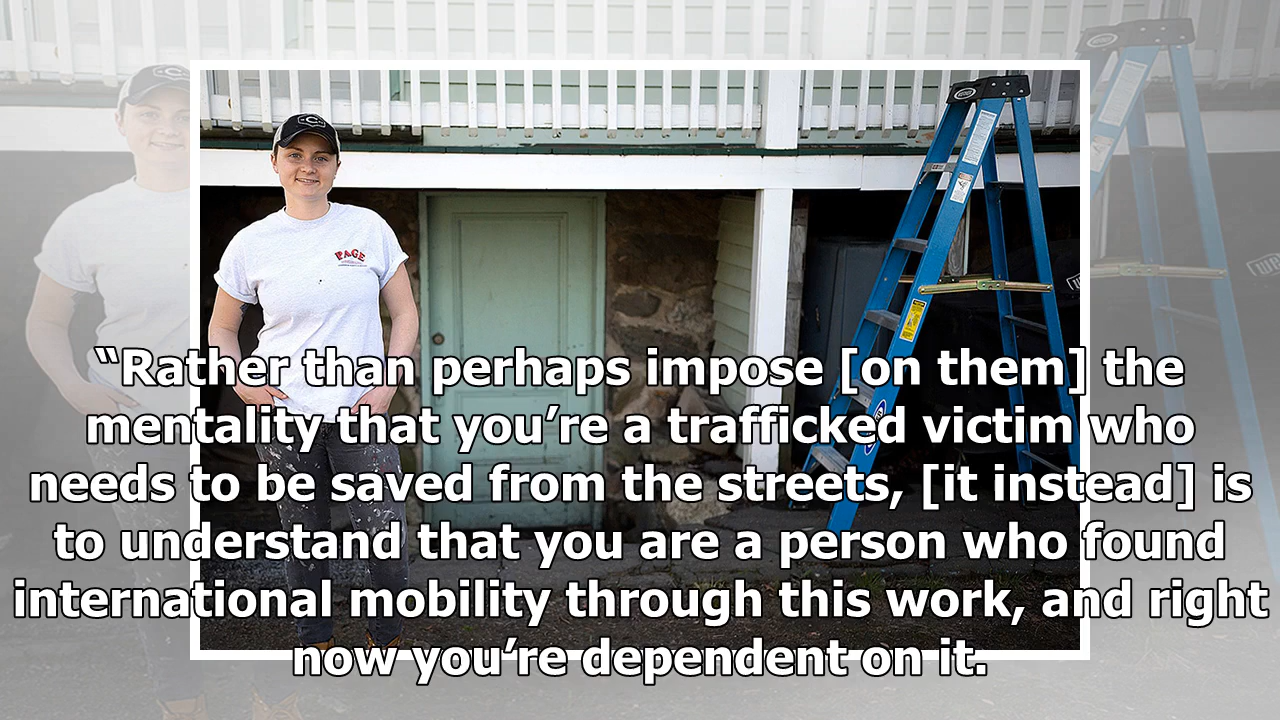 PAGE
“Rather than perhaps impose [on them] the
mentality that you’re a trafficked victim who
needs to be saved from the streets, [it instead] is
to understand that you are a person who found
international mobility through this work, and right
now you’re dependent on it.